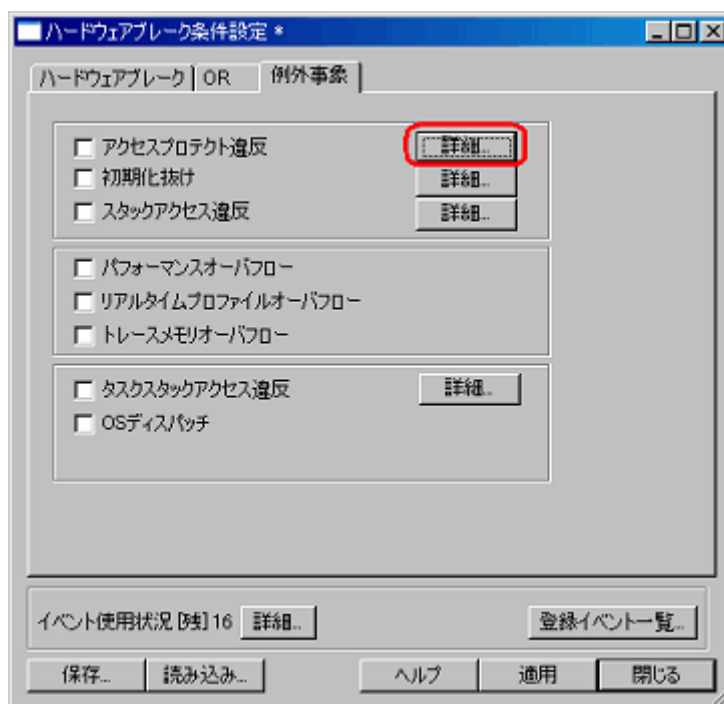 ハードウェアブレーク条件設定 *
ハードウェアブレーク OR 例外事象
アクセスプロテクト違反 詳細...
初期化抜け 詳細...
スタックアクセス違反 詳細...
パフォーマンスオーバフロー
リアルタイムプロファイルオーバフロー
トレースメモリオーバフロー
タスクスタックアクセス違反 詳細...
OSディスパッチ
イベント使用状況 [残] 16 詳細... 登録イベント一覧...
保存... 読み込み... ヘルプ 適用 閉じる